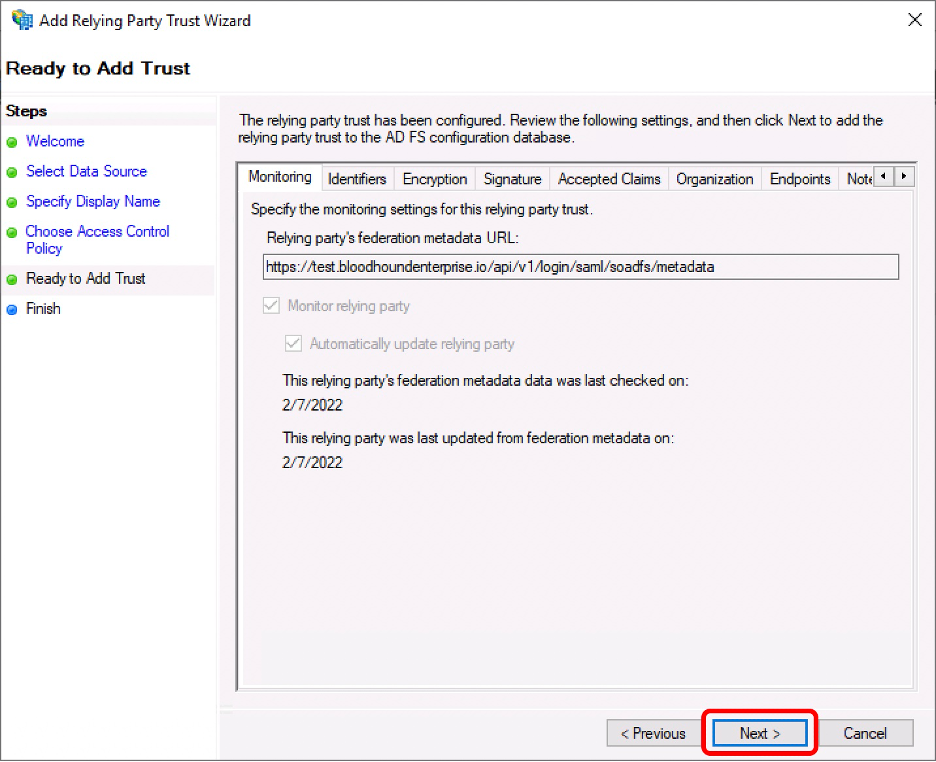 Add Relying Party Trust Wizard
Ready to Add Trust
Steps
Welcome
Select Data Source
Specify Display Name
Choose Access Control
Policy
Ready to Add Trust
Finish
The relying party trust has been configured. Review the following settings, and then click Next to add the
relying party trust to the AD FS configuration database.
Monitoring Identifiers Encryption Signature Accepted Claims Organization Endpoints Note
Specify the monitoring settings for this relying party trust.
Relying party's federation metadata URL:
https://test.bloodhoundenterprise.io/api/v1/login/saml/soadfs/metadata
Monitor relying party
Automatically update relying party
This relying party's federation metadata data was last checked on:
2/7/2022
This relying party was last updated from federation metadata on:
2/7/2022
< Previous Next > Cancel